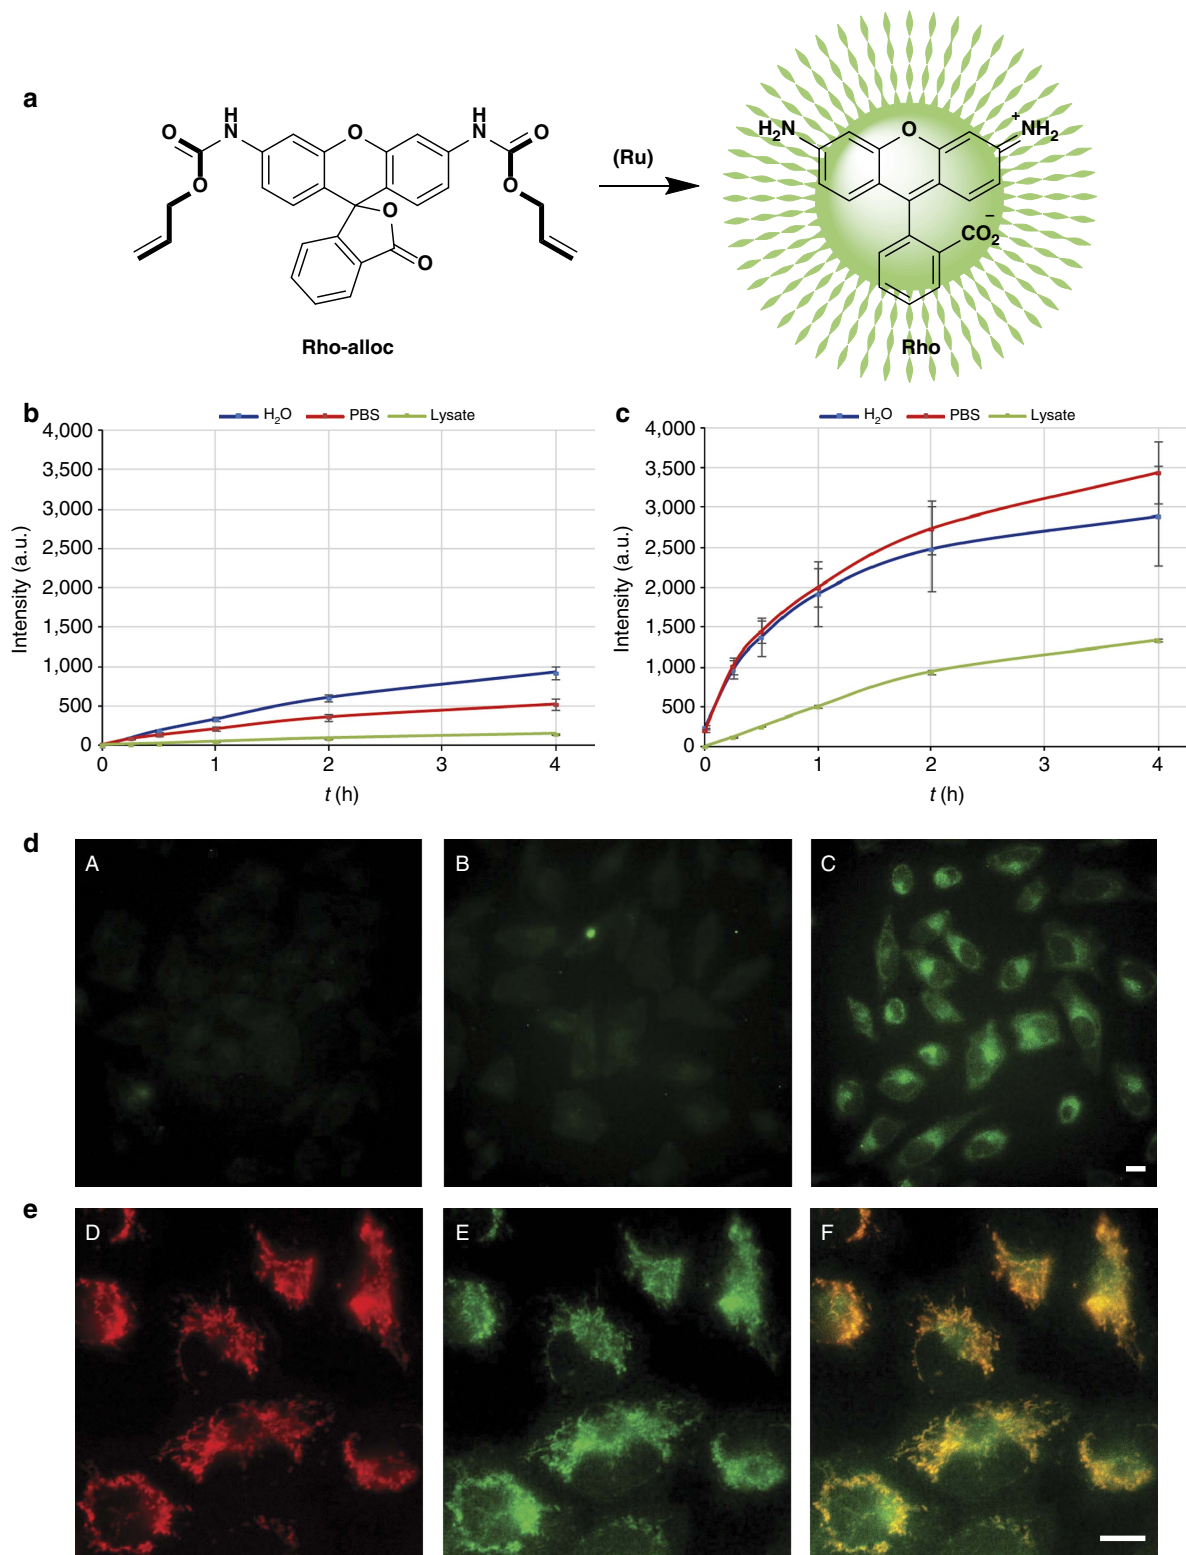 a
H
N
O
O
O
H
N
O
O
O
O
(Ru)
H2N
O
+
NH2
CO2
−
Rho-alloc
Rho
b
H2O PBS Lysate
4,000
3,500
3,000
2,500
2,000
1,500
1,000
500
0
Intensity (a.u.)
0 1 2 3 4
t (h)
c
H2O PBS Lysate
4,000
3,500
3,000
2,500
2,000
1,500
1,000
500
0
Intensity (a.u.)
0 1 2 3 4
t (h)
d
A
B
C
e
D
E
F